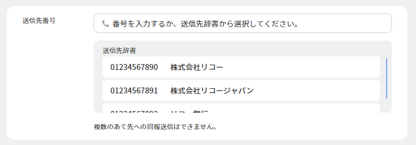 送信先番号
番号を入力するか、送信先辞書から選択してください。
送信先辞書
01234567890 株式会社リコー
01234567891 株式会社リコージャパン
複数のあて先への同報送信はできません。